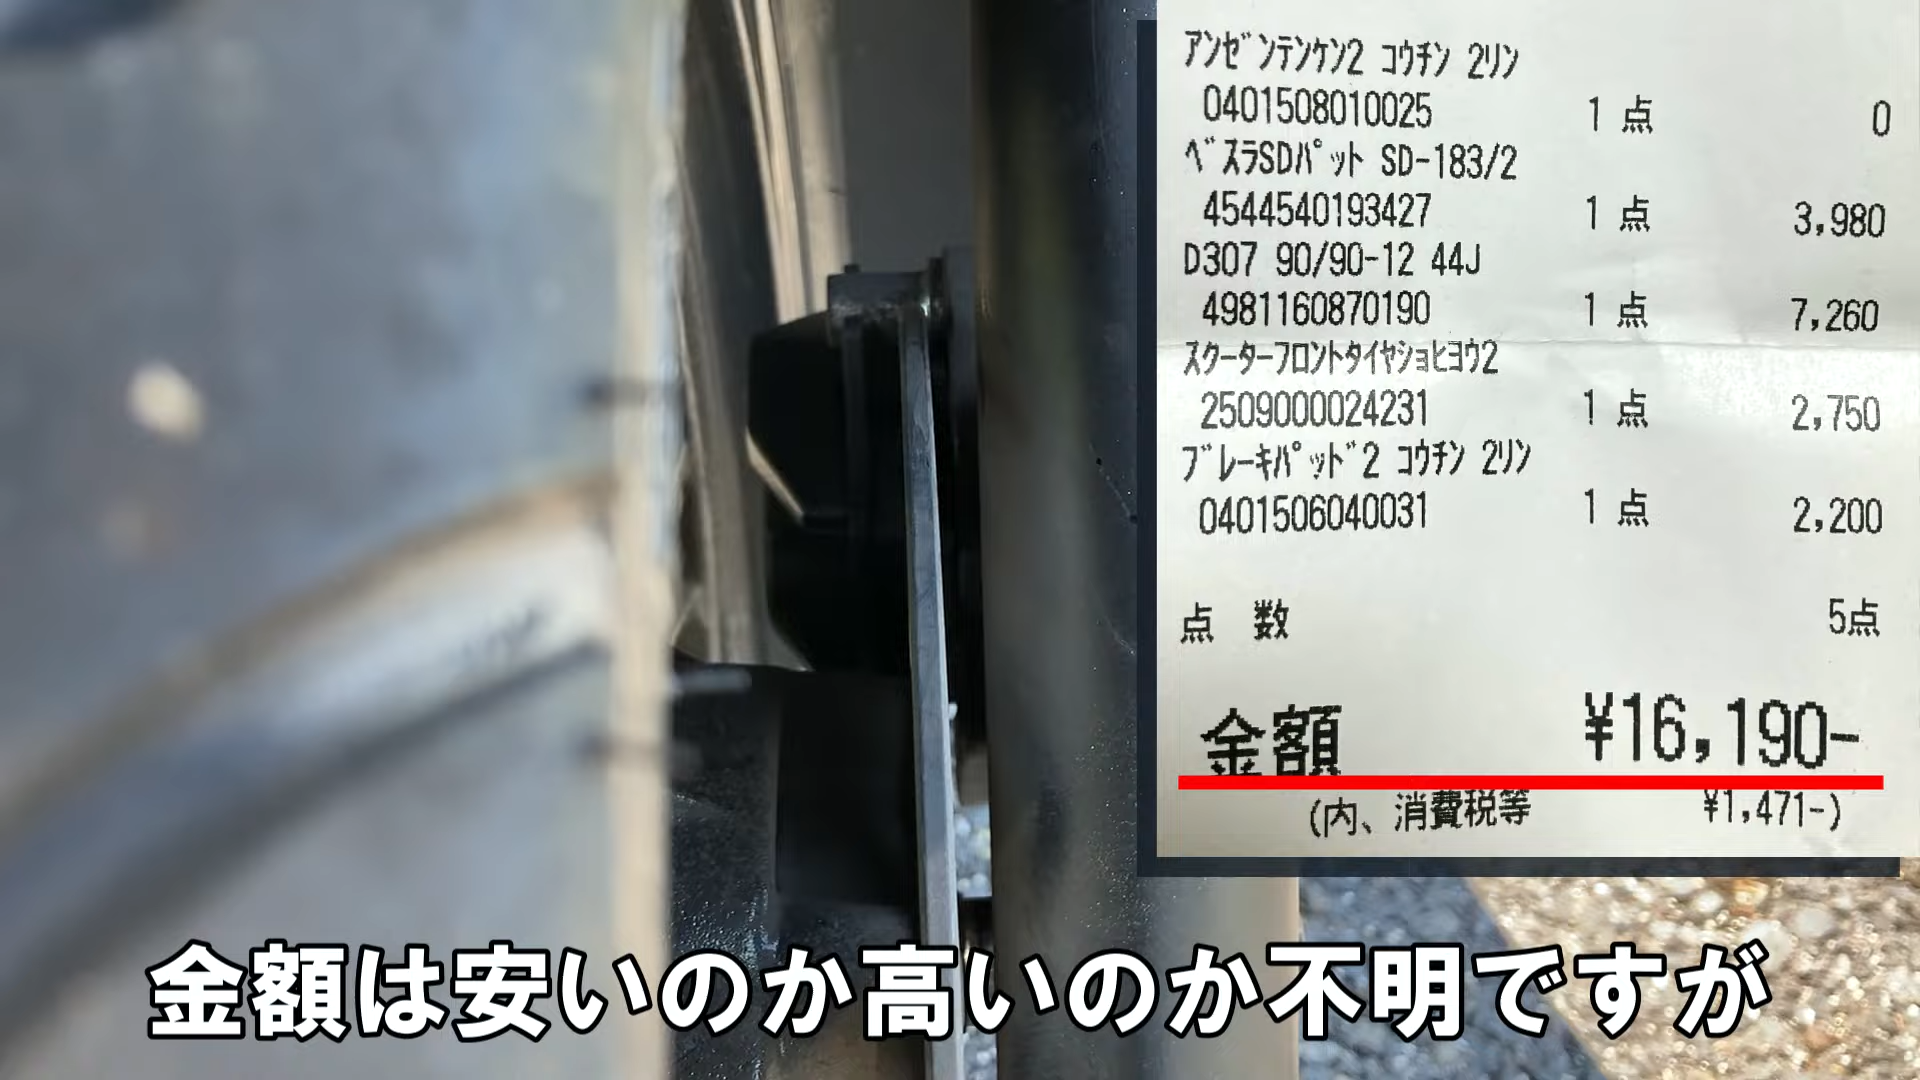 ｱﾝｾﾞﾝﾃﾝｹﾝ2 ｺｳﾁﾝ 2ﾘﾝ
0401508010025 1 点 0
ﾍﾞｽﾗSDﾊﾟｯﾄ SD-183/2
4544540193427 1 点 3,980
D307 90/90-12 44J
4981160870190 1 点 7,260
ｽｸｰﾀｰﾌﾛﾝﾄﾀｲﾔｼｮﾋﾖｳ2
2509000024231 1 点 2,750
ﾌﾞﾚｰｷﾊﾟｯﾄﾞ2 ｺｳﾁﾝ 2ﾘﾝ
0401506040031 1 点 2,200
点 数 5点
金額 ¥16,190-
(内、消費税等 ¥1,471-)
金額は安いのか高いのか不明ですが